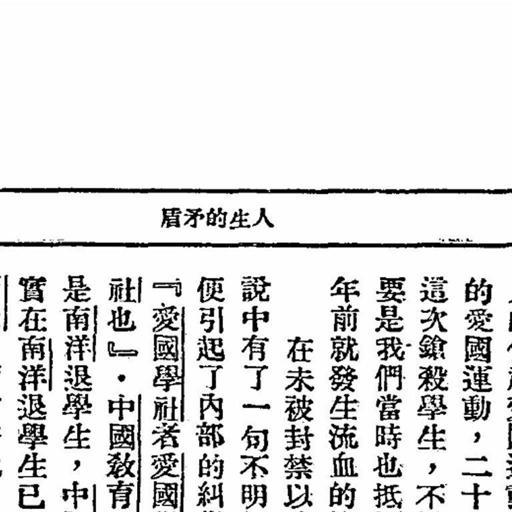 人生的矛盾
的愛國運動，二十
這次鎗殺學生，不
要是我們當時也抵
年前就發生流血的
在未被封禁以
說中有了一句不明
便引起了內部的糾
『愛國學社者愛國
社也』．中國敎育
是南洋退學生，中
實在南洋退學生已